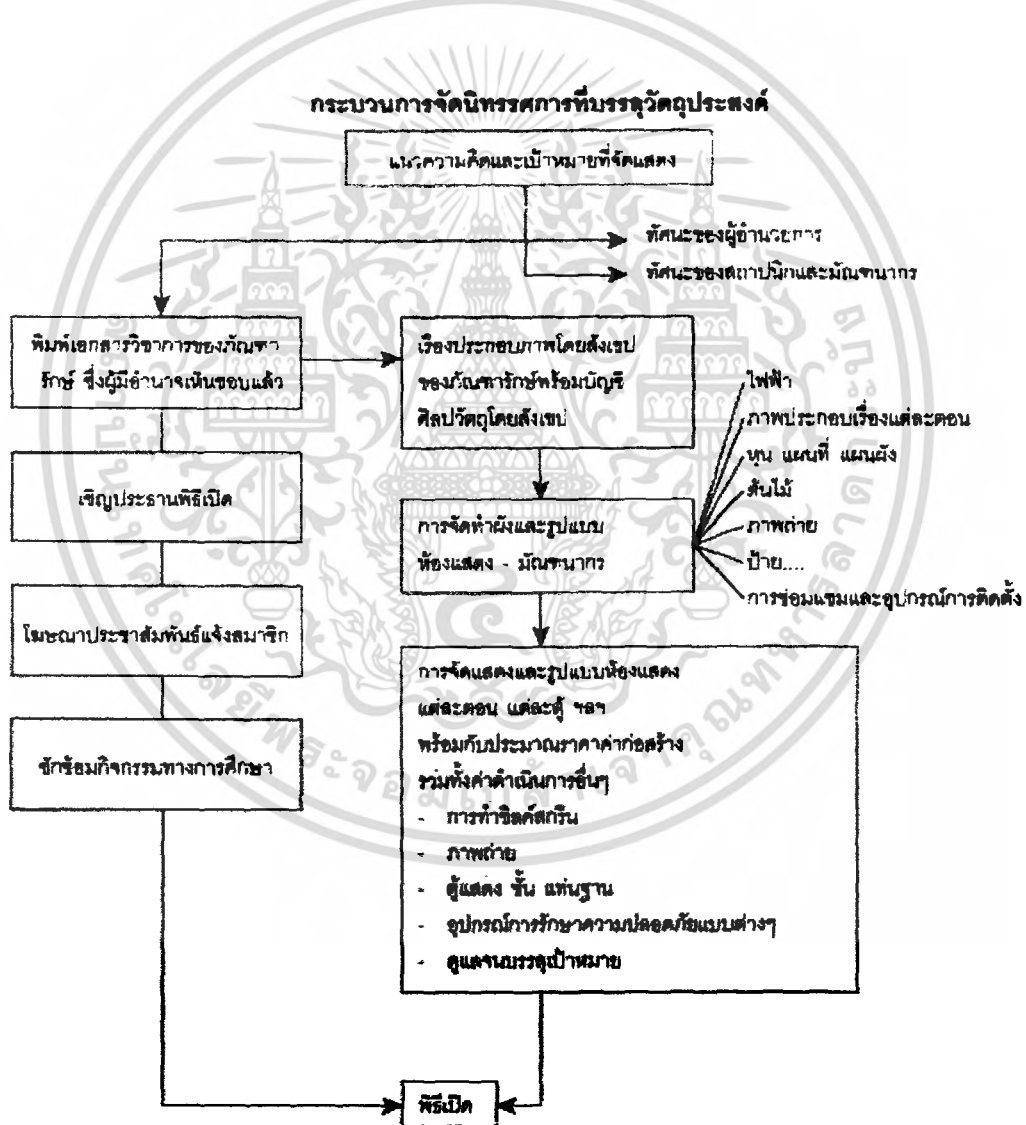 กระบวนการจัดนิทรรศการที่บรรลุวัตถุประสงค์
แนวความคิดและเป้าหมายที่จัดแสดง
ทัศนะของผู้อำนวยการ
ทัศนะของสถาปนิกและมัณฑนากร
พิมพ์เอกสารวิชาการของภัณฑา
รักษ์ ซึ่งผู้มีอำนาจเห็นชอบแล้ว
เรื่องประกอบภาพโดยสังเขป
ของภัณฑารักษ์พร้อมบัญชี
ศิลปวัตถุโดยสังเขป
ไฟฟ้า
ภาพประกอบเรื่องแต่ละตอน
หุ่น แผนที่ แผนผัง
ต้นไม้
ภาพถ่าย
ป้าย....
การซ่อมแซมและอุปกรณ์การติดตั้ง
เชิญประธานพิธีเปิด
การจัดทำผังและรูปแบบ
ห้องแสดง - มัณฑนากร
โฆษณาประชาสัมพันธ์แจ้งสมาชิก
ซักซ้อมกิจกรรมทางการศึกษา
การจัดแสดงและรูปแบบห้องแสดง
แต่ละตอน แต่ละตู้ ฯลฯ
พร้อมกับประมาณราคาค่าก่อสร้าง
รวมทั้งค่าดำเนินการอื่นๆ
- การทำซิลค์สกรีน
- ภาพถ่าย
- ตู้แสดง ชั้น แท่นฐาน
- อุปกรณ์การรักษาความปลอดภัยแบบต่างๆ
- ดูแลจนบรรลุเป้าหมาย
พิธีเปิด